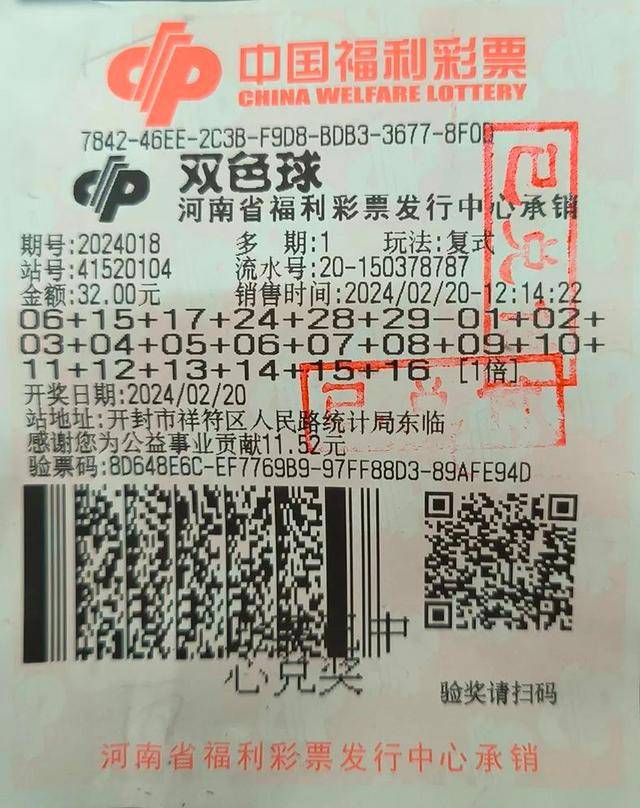 中国福利彩票
CHINA WELFARE LOTTERY
7842-46EE-2C3B-F9D8-BDB3-3677-8F0D
双色球
河南省福利彩票发行中心承销
期号:2024018 多 期:1 玩法:复式
站号:41520104 流水号:20-150378787
金额:32.00元 销售时间:2024/02/20-12:14:22
06+15+17+24+28+29-01+02+
03+04+05+06+07+08+09+10+
11+12+13+14+15+16 [1倍]
开奖日期:2024/02/20
站地址:开封市祥符区人民路统计局东临
感谢您为公益事业贡献11.52元
验票码:8D648E6C-EF7769B9-97FF88D3-89AFE94D
已兑
已兑
中
心兑奖
验奖请扫码
河南省福利彩票发行中心承销